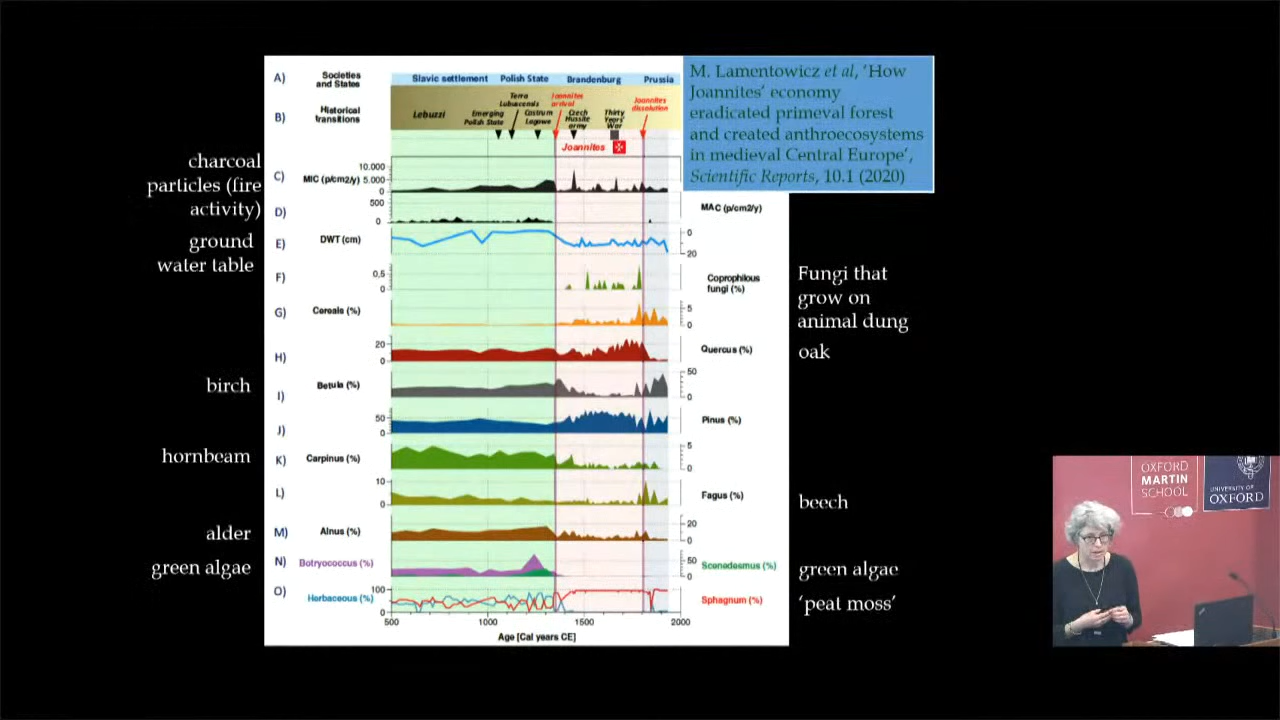 A) Societies and States
Slavic settlement Polish State Brandenburg Prussia
B) Historical transitions
Lebuzzi
Emerging Polish State
Terra Lubucensis
Castrum Lagowe
Joannites arrival
Czech Hussite army
Thirty Years' War
Joannites dissolution
Joannites
M. Lamentowicz et al, ‘How
Joannites’ economy
eradicated primeval forest
and created anthroecosystems
in medieval Central Europe’,
Scientific Reports, 10.1 (2020)
charcoal
particles (fire
activity)
C) MIC (p/cm2/y) 10.000 5.000 0
D) 500 0 MAC (p/cm2/y)
ground
water table
E) DWT (cm) 0 20
F) 0,5 0 Coprophilous fungi (%)
Fungi that
grow on
animal dung
G) Cereals (%) 5 0
H) 20 0 Quercus (%)
oak
birch
I) Betula (%) 50 0
J) 50 0 Pinus (%)
hornbeam
K) Carpinus (%) 5 0
L) 10 0 Fagus (%)
beech
alder
M) Alnus (%) 20 0
green algae
N) Botryococcus (%) 50 0 Scenedesmus (%)
green algae
O) Herbaceous (%) 100 0 Sphagnum (%)
‘peat moss’
500 1000 1500 2000
Age [Cal years CE]
OXFORD
MARTIN
SCHOOL
UNIVERSITY OF
OXFORD